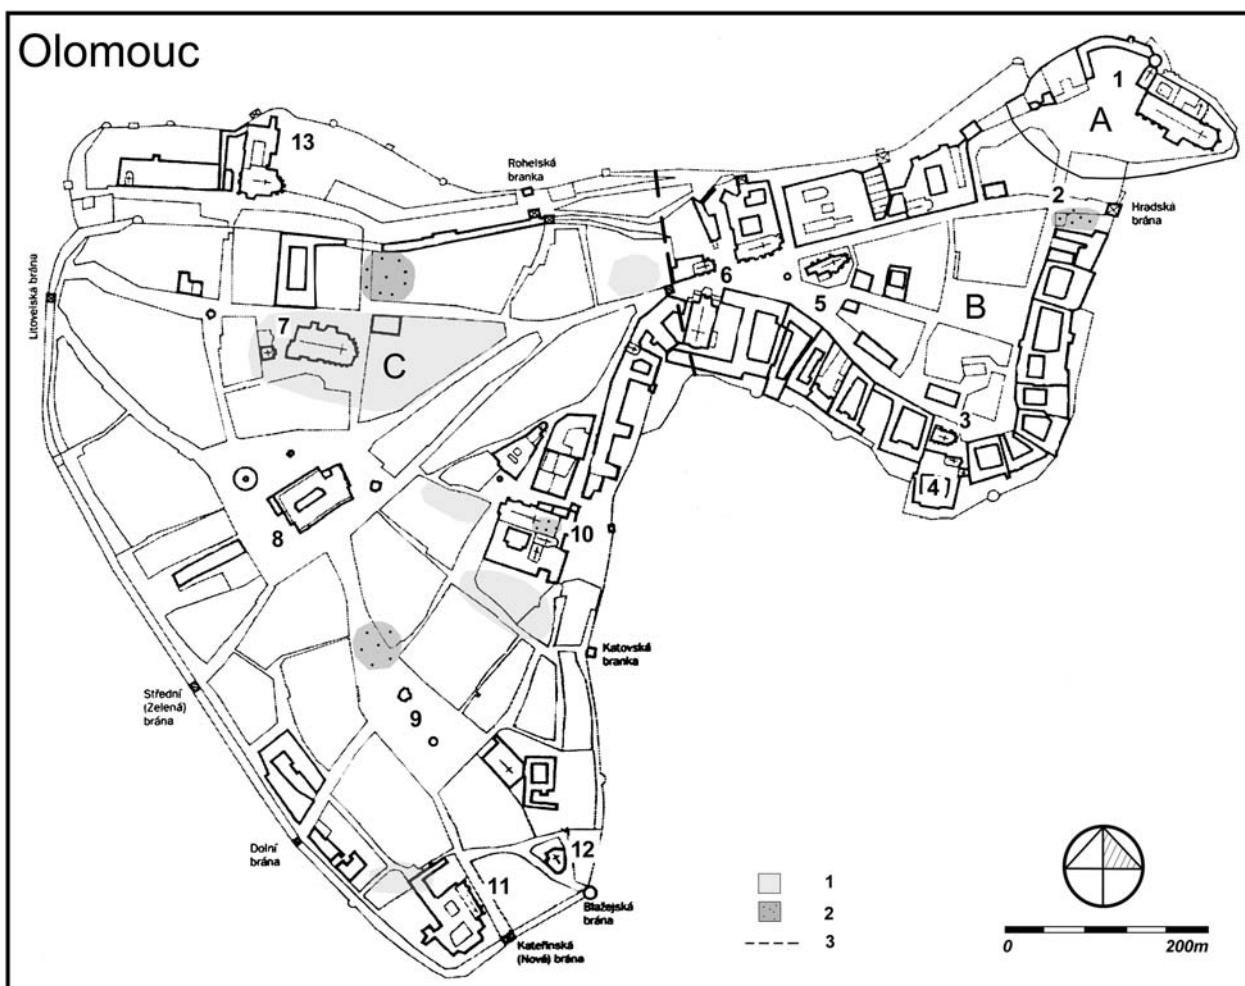 Olomouc
1
A
13
Rohelská
branka
2
Hradská
brána
6
5
B
Litovelská brána
7
C
3
4
8
10
Katovská
branka
Střední
(Zelená)
brána
9
Dolní
brána
12
11
Blažejská
brána
Kateřinská
(Nová) brána
1
2
3
0 200m